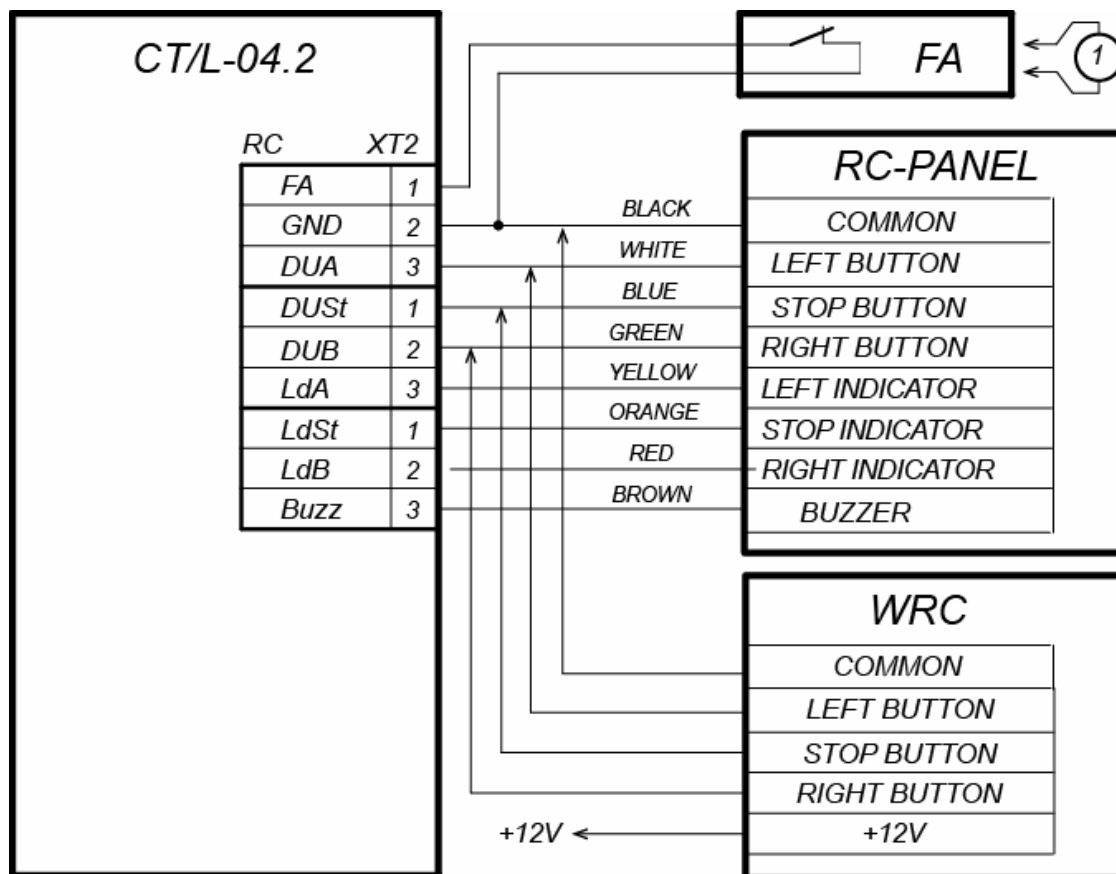 CT/L-04.2
RC XT2
FA 1
GND 2
DUA 3
DUSt 1
DUB 2
LdA 3
LdSt 1
LdB 2
Buzz 3
BLACK
WHITE
BLUE
GREEN
YELLOW
ORANGE
RED
BROWN
FA
1
RC-PANEL
COMMON
LEFT BUTTON
STOP BUTTON
RIGHT BUTTON
LEFT INDICATOR
STOP INDICATOR
RIGHT INDICATOR
BUZZER
WRC
COMMON
LEFT BUTTON
STOP BUTTON
RIGHT BUTTON
+12V
+12V